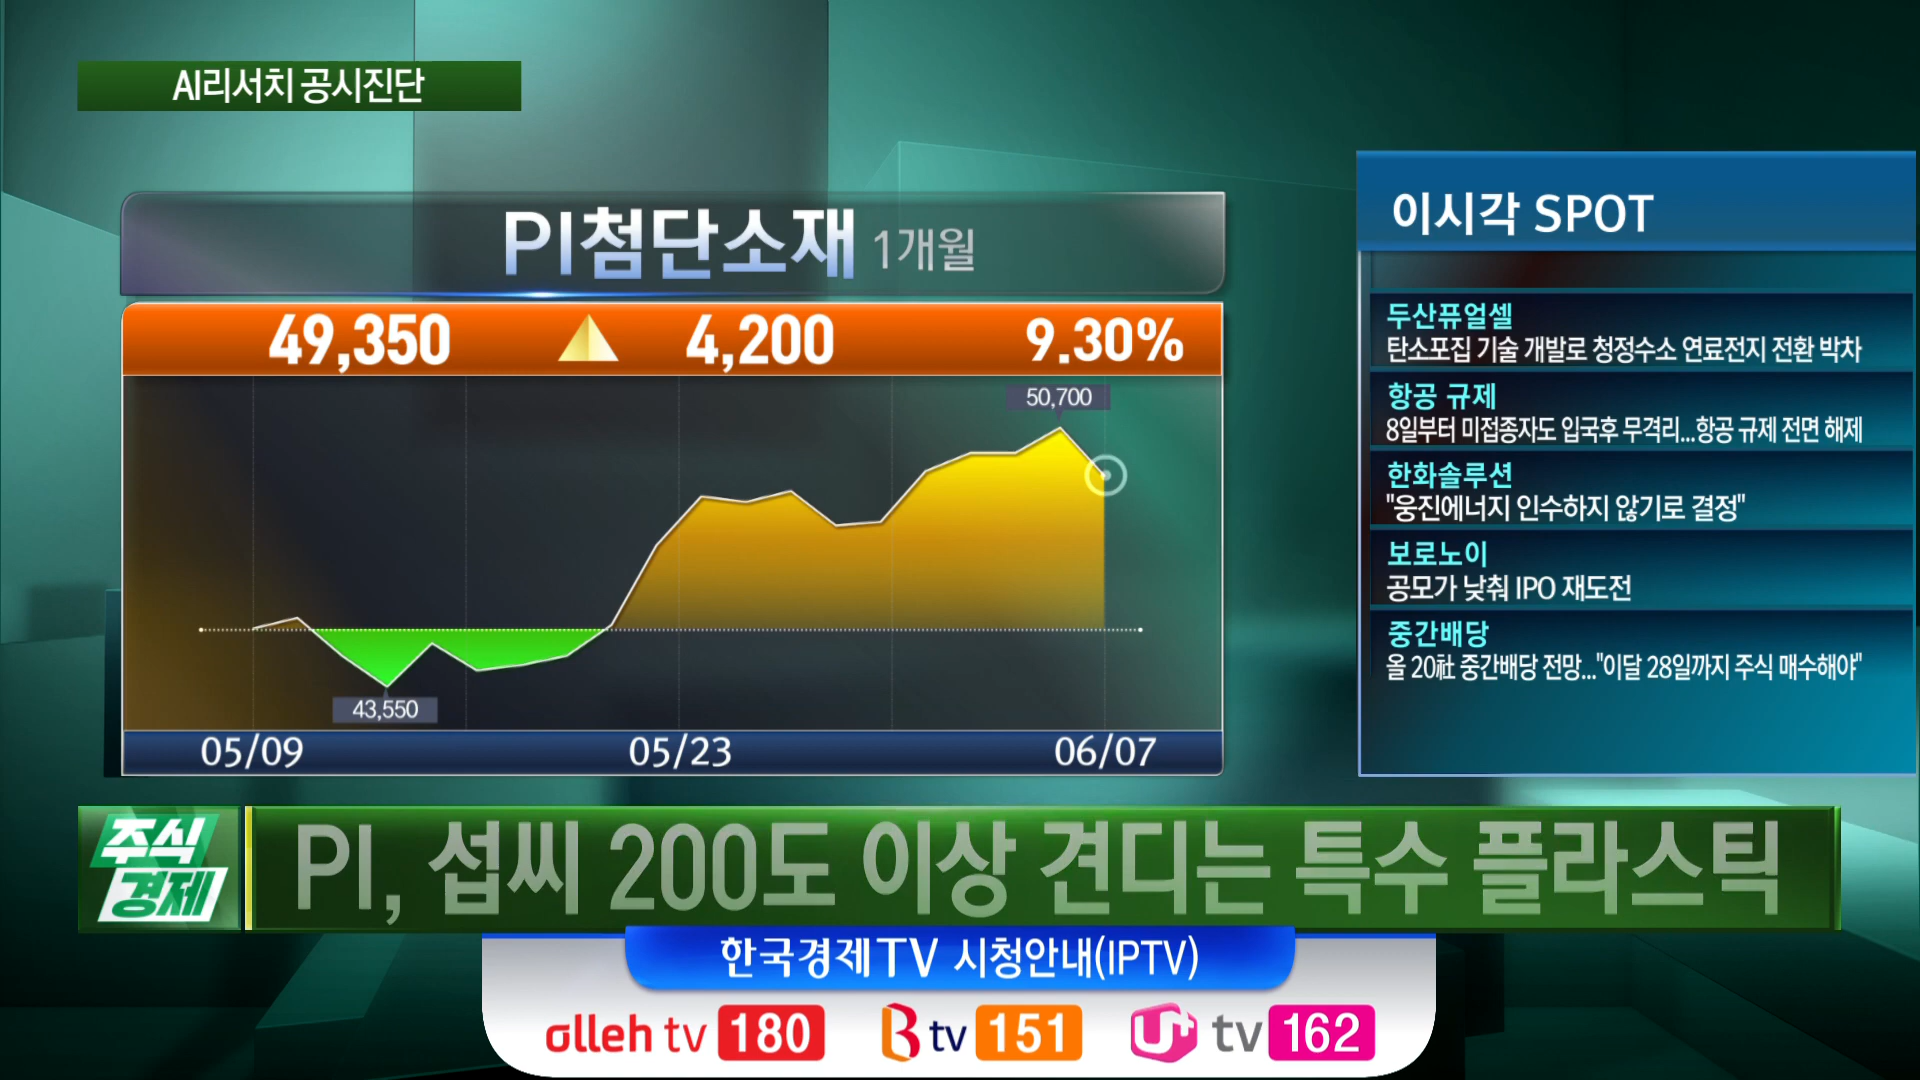 AI리서치 공시진단
PI첨단소재 1개월
49,350 4,200 9.30%
50,700
43,550
05/09 05/23 06/07
이시각 SPOT
두산퓨얼셀
탄소포집 기술 개발로 청정수소 연료전지 전환 박차
항공 규제
8일부터 미접종자도 입국후 무격리...항공 규제 전면 해제
한화솔루션
"웅진에너지 인수하지 않기로 결정"
보로노이
공모가 낮춰 IPO 재도전
중간배당
올 20社 중간배당 전망..."이달 28일까지 주식 매수해야"
주식
경제
PI, 섭씨 200도 이상 견디는 특수 플라스틱
한국경제TV 시청안내(IPTV)
olleh tv 180 B tv 151 U+ tv 162